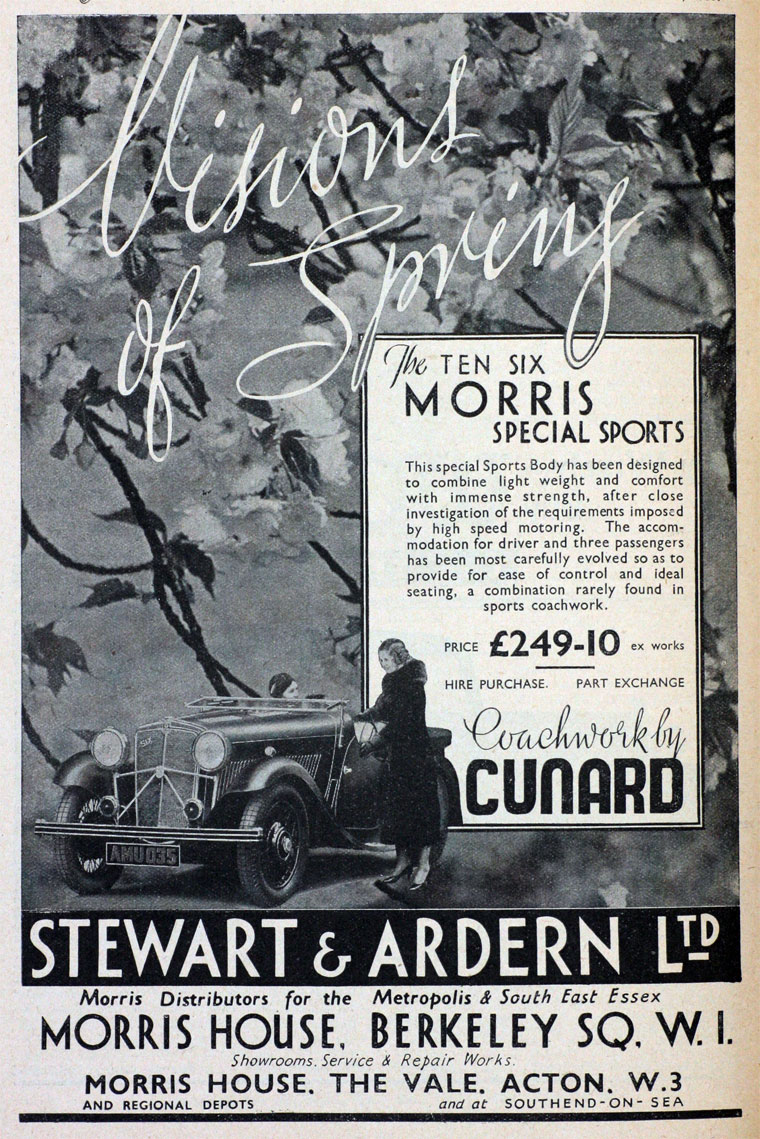 Visions
of Spring
The TEN SIX
MORRIS
SPECIAL SPORTS
This special Sports Body has been designed
to combine light weight and comfort
with immense strength, after close
investigation of the requirements imposed
by high speed motoring. The accom-
modation for driver and three passengers
has been most carefully evolved so as to
provide for ease of control and ideal
seating, a combination rarely found in
sports coachwork.
PRICE £249-10 ex works
HIRE PURCHASE. PART EXCHANGE
Coachwork by
CUNARD
SIX
AMU 035
STEWART & ARDERN LTD
Morris Distributors for the Metropolis & South East Essex
MORRIS HOUSE, BERKELEY SQ, W.1.
Showrooms. Service & Repair Works.
MORRIS HOUSE. THE VALE. ACTON. W.3
AND REGIONAL DEPOTS and at SOUTHEND-ON-SEA